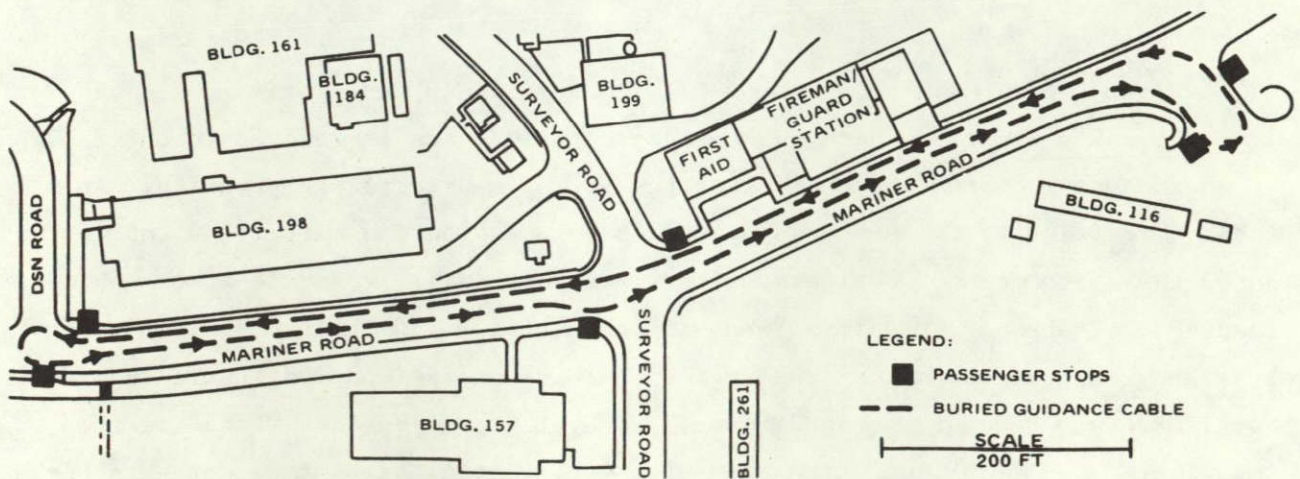 BLDG. 161
BLDG.
184
SURVEYOR ROAD
BLDG.
199
FIRST
AID
FIREMAN/
GUARD
STATION
MARINER ROAD
BLDG. 116
DSN ROAD
BLDG. 198
MARINER ROAD
SURVEYOR ROAD
BLDG. 157
BLDG. 261
LEGEND:
PASSENGER STOPS
BURIED GUIDANCE CABLE
SCALE
200 FT